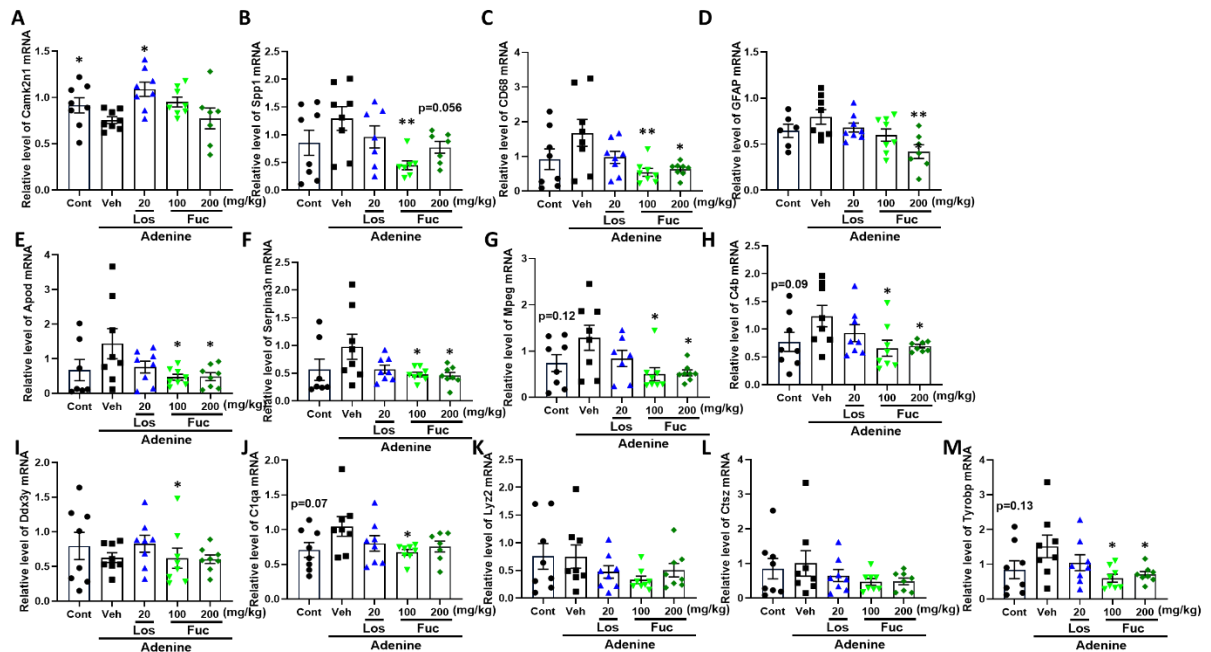 A
Relative level of Camk2n1 mRNA
1.5
1.0
0.5
0.0
*
*
Cont Veh 20 100 200 (mg/kg)
Los Fuc
Adenine
B
Relative level of Spp1 mRNA
2.5
2.0
1.5
1.0
0.5
0.0
**
p=0.056
Cont Veh 20 100 200 (mg/kg)
Los Fuc
Adenine
C
Relative level of CD68 mRNA
4
3
2
1
0
**
*
Cont Veh 20 100 200 (mg/kg)
Los Fuc
Adenine
D
Relative level of GFAP mRNA
1.5
1.0
0.5
0.0
**
Cont Veh 20 100 200 (mg/kg)
Los Fuc
Adenine
E
Relative level of Apod mRNA
4
3
2
1
0
*
*
Cont Veh 20 100 200 (mg/kg)
Los Fuc
Adenine
F
Relative level of Serpina3n mRNA
2.5
2.0
1.5
1.0
0.5
0.0
*
*
Cont Veh 20 100 200 (mg/kg)
Los Fuc
Adenine
G
Relative level of Mpeg mRNA
3
2
1
0
p=0.12
*
*
Cont Veh 20 100 200 (mg/kg)
Los Fuc
Adenine
H
Relative level of C4b mRNA
2.5
2.0
1.5
1.0
0.5
0.0
p=0.09
*
*
Cont Veh 20 100 200 (mg/kg)
Los Fuc
Adenine
I
Relative level of Ddx3y mRNA
2.0
1.5
1.0
0.5
0.0
*
Cont Veh 20 100 200 (mg/kg)
Los Fuc
Adenine
J
Relative level of C1qa mRNA
2.0
1.5
1.0
0.5
0.0
p=0.07
*
Cont Veh 20 100 200 (mg/kg)
Los Fuc
Adenine
K
Relative level of Lyz2 mRNA
2.5
2.0
1.5
1.0
0.5
0.0
Cont Veh 20 100 200 (mg/kg)
Los Fuc
Adenine
L
Relative level of Ctsz mRNA
4
3
2
1
0
Cont Veh 20 100 200 (mg/kg)
Los Fuc
Adenine
M
Relative level of Tyrobp mRNA
4
3
2
1
0
p=0.13
*
*
Cont Veh 20 100 200 (mg/kg)
Los Fuc
Adenine